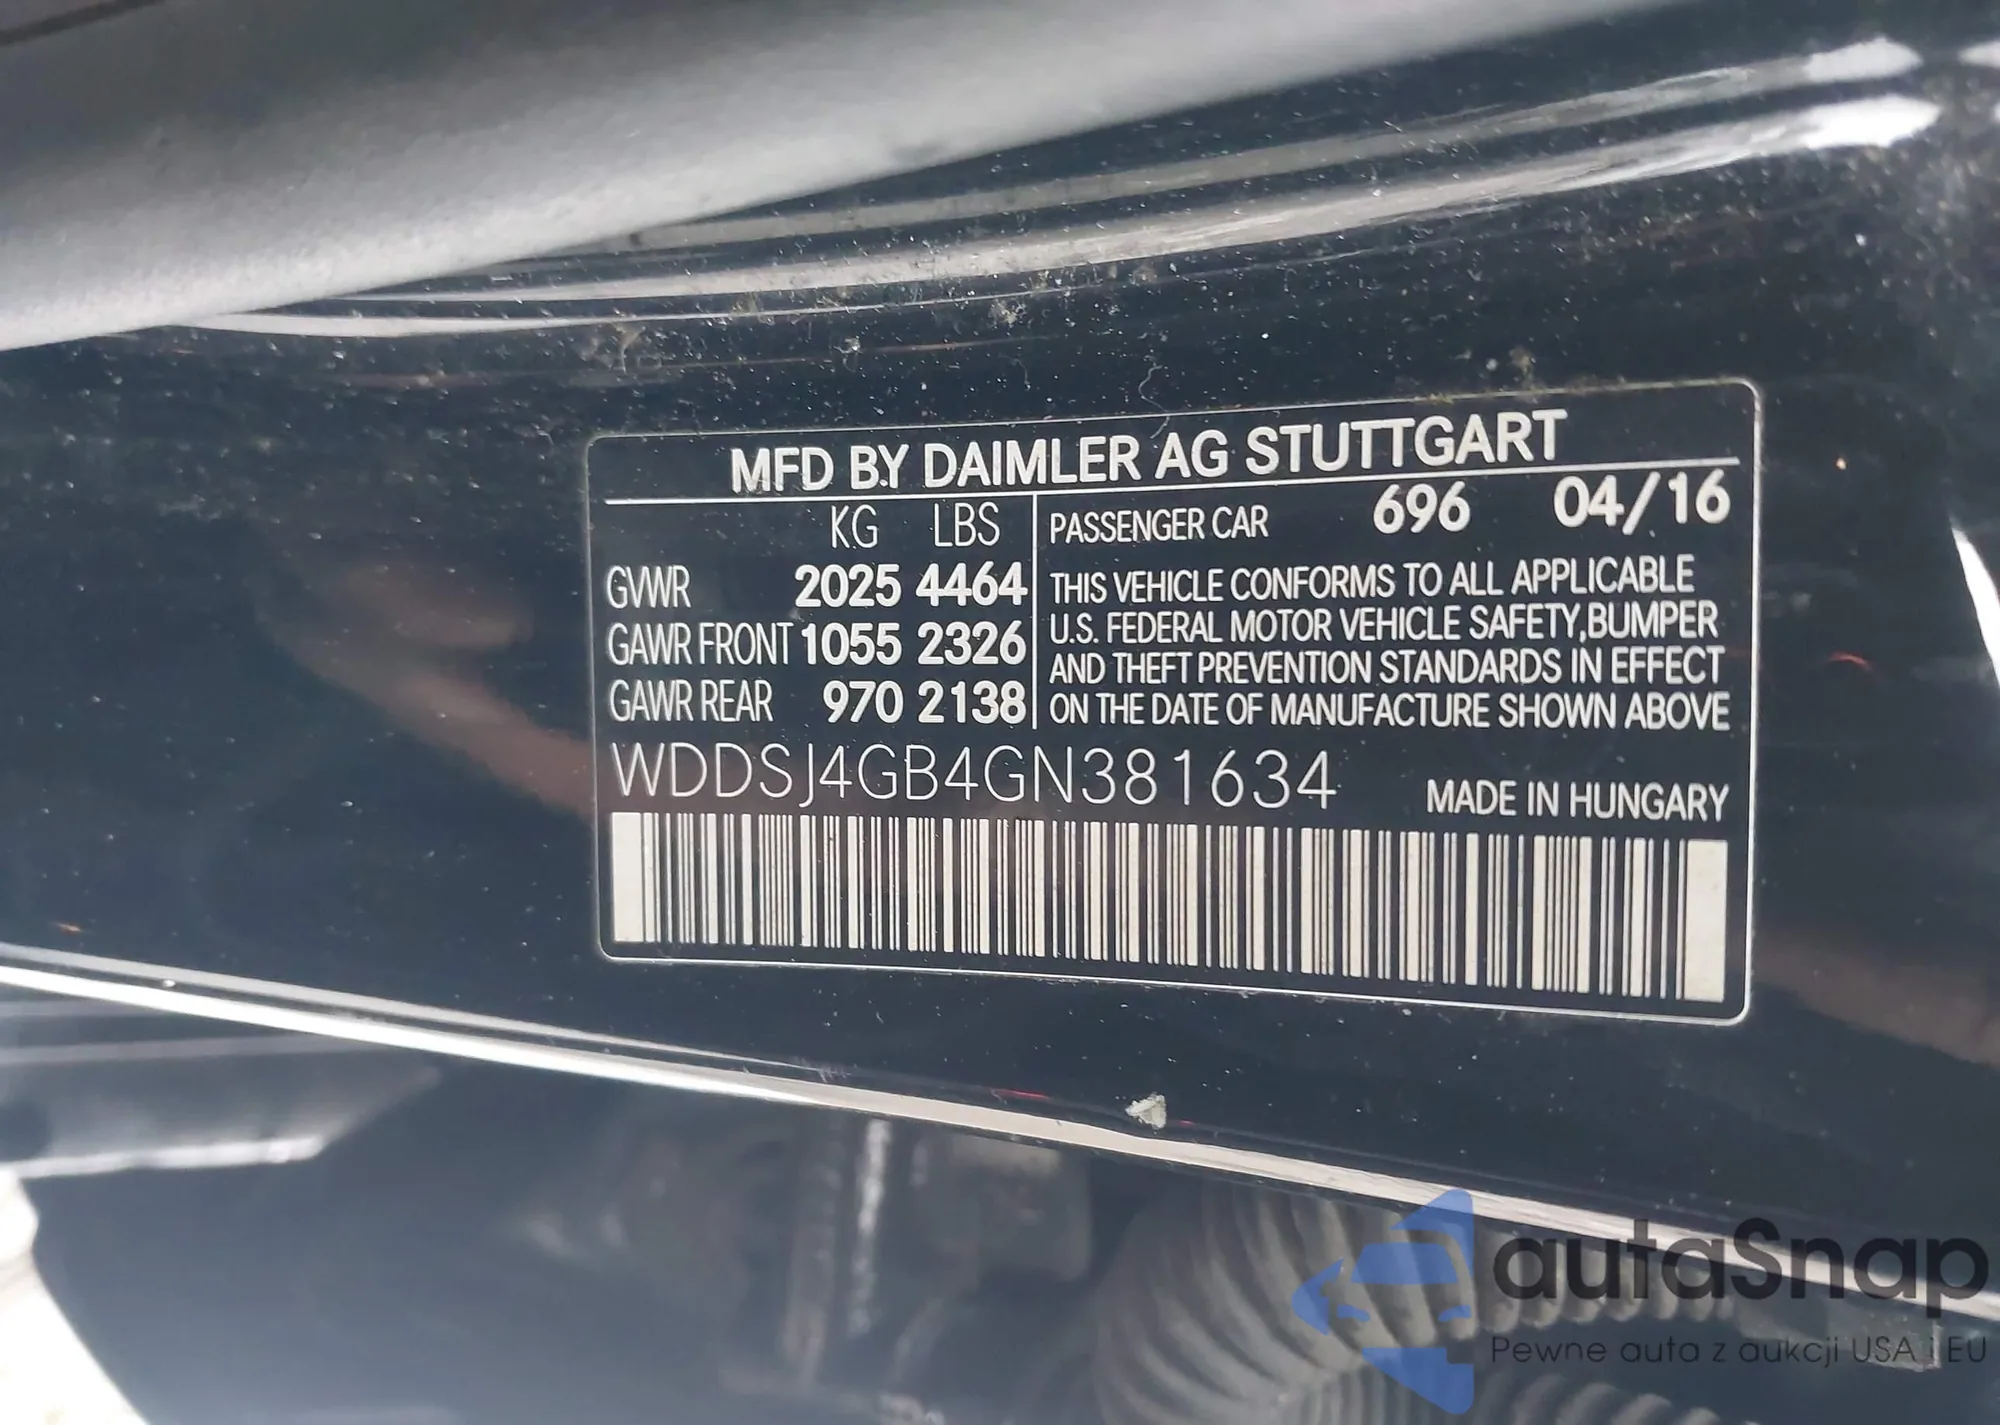 MFD BY DAIMLER AG STUTTGART
KG LBS
GVWR 2025 4464
GAWR FRONT 1055 2326
GAWR REAR 970 2138
PASSENGER CAR 696 04/16
THIS VEHICLE CONFORMS TO ALL APPLICABLE
U.S. FEDERAL MOTOR VEHICLE SAFETY,BUMPER
AND THEFT PREVENTION STANDARDS IN EFFECT
ON THE DATE OF MANUFACTURE SHOWN ABOVE
WDDSJ4GB4GN381634
MADE IN HUNGARY
autaSnap
Pewne auta z aukcji USA i EU